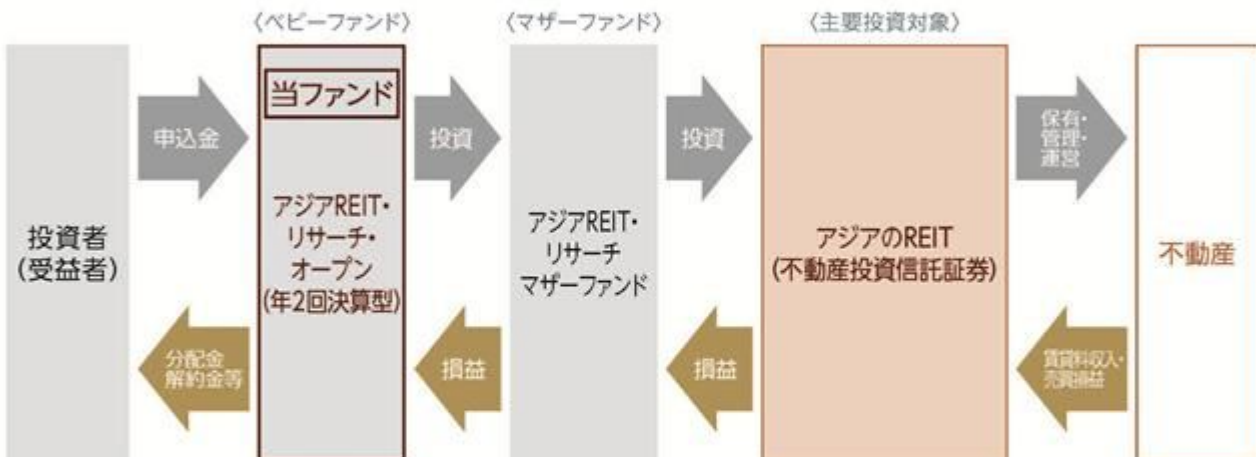 〈ベビーファンド〉
〈マザーファンド〉
〈主要投資対象〉
投資者
(受益者)
申込金
分配金
解約金等
当ファンド
アジアREIT・
リサーチ・
オープン
(年2回決算型)
投資
損益
アジアREIT・
リサーチ
マザーファンド
投資
損益
アジアのREIT
(不動産投資信託証券)
保有・
管理・
運営
賃貸料収入・
売買損益
不動産